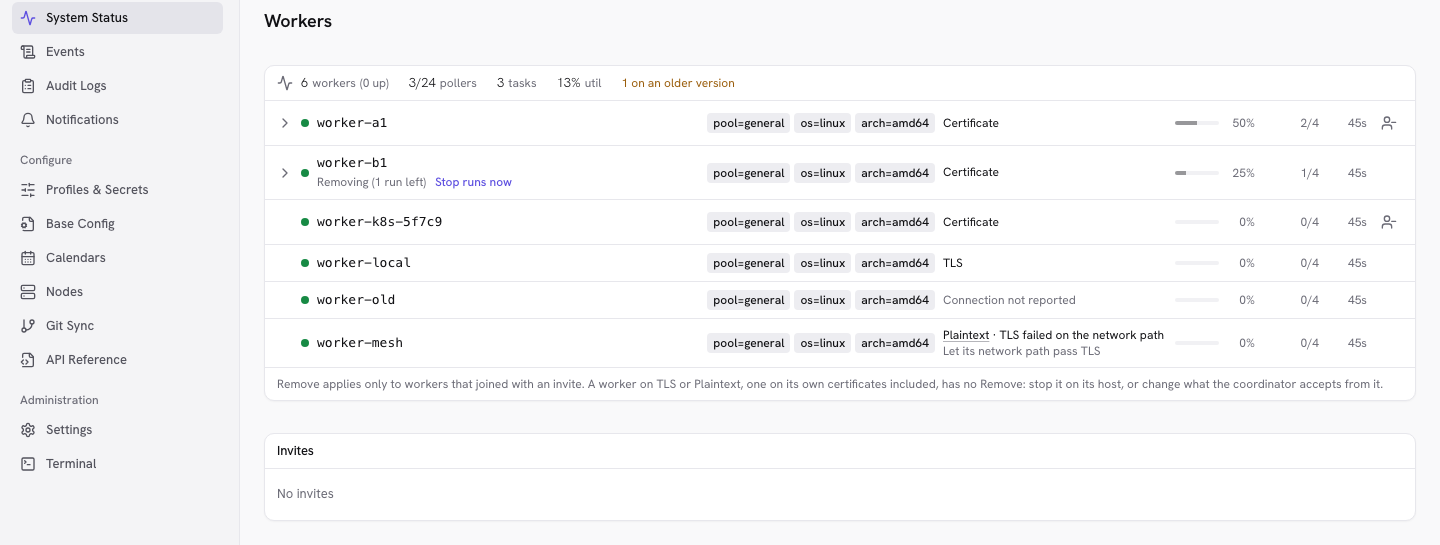 System Status
Events
Audit Logs
Notifications
Configure
Profiles & Secrets
Base Config
Calendars
Nodes
Git Sync
API Reference
Administration
Settings
Terminal
Workers
6 workers (0 up) 3/24 pollers 3 tasks 13% util 1 on an older version
worker-a1 pool=general os=linux arch=amd64 Certificate 50% 2/4 45s
worker-b1
Removing (1 run left) Stop runs now pool=general os=linux arch=amd64 Certificate 25% 1/4 45s
worker-k8s-5f7c9 pool=general os=linux arch=amd64 Certificate 0% 0/4 45s
worker-local pool=general os=linux arch=amd64 TLS 0% 0/4 45s
worker-old pool=general os=linux arch=amd64 Connection not reported 0% 0/4 45s
worker-mesh pool=general os=linux arch=amd64 Plaintext · TLS failed on the network path 0% 0/4 45s
Let its network path pass TLS
Remove applies only to workers that joined with an invite. A worker on TLS or Plaintext, one on its own certificates included, has no Remove: stop it on its host, or change what the coordinator accepts from it.
Invites
No invites